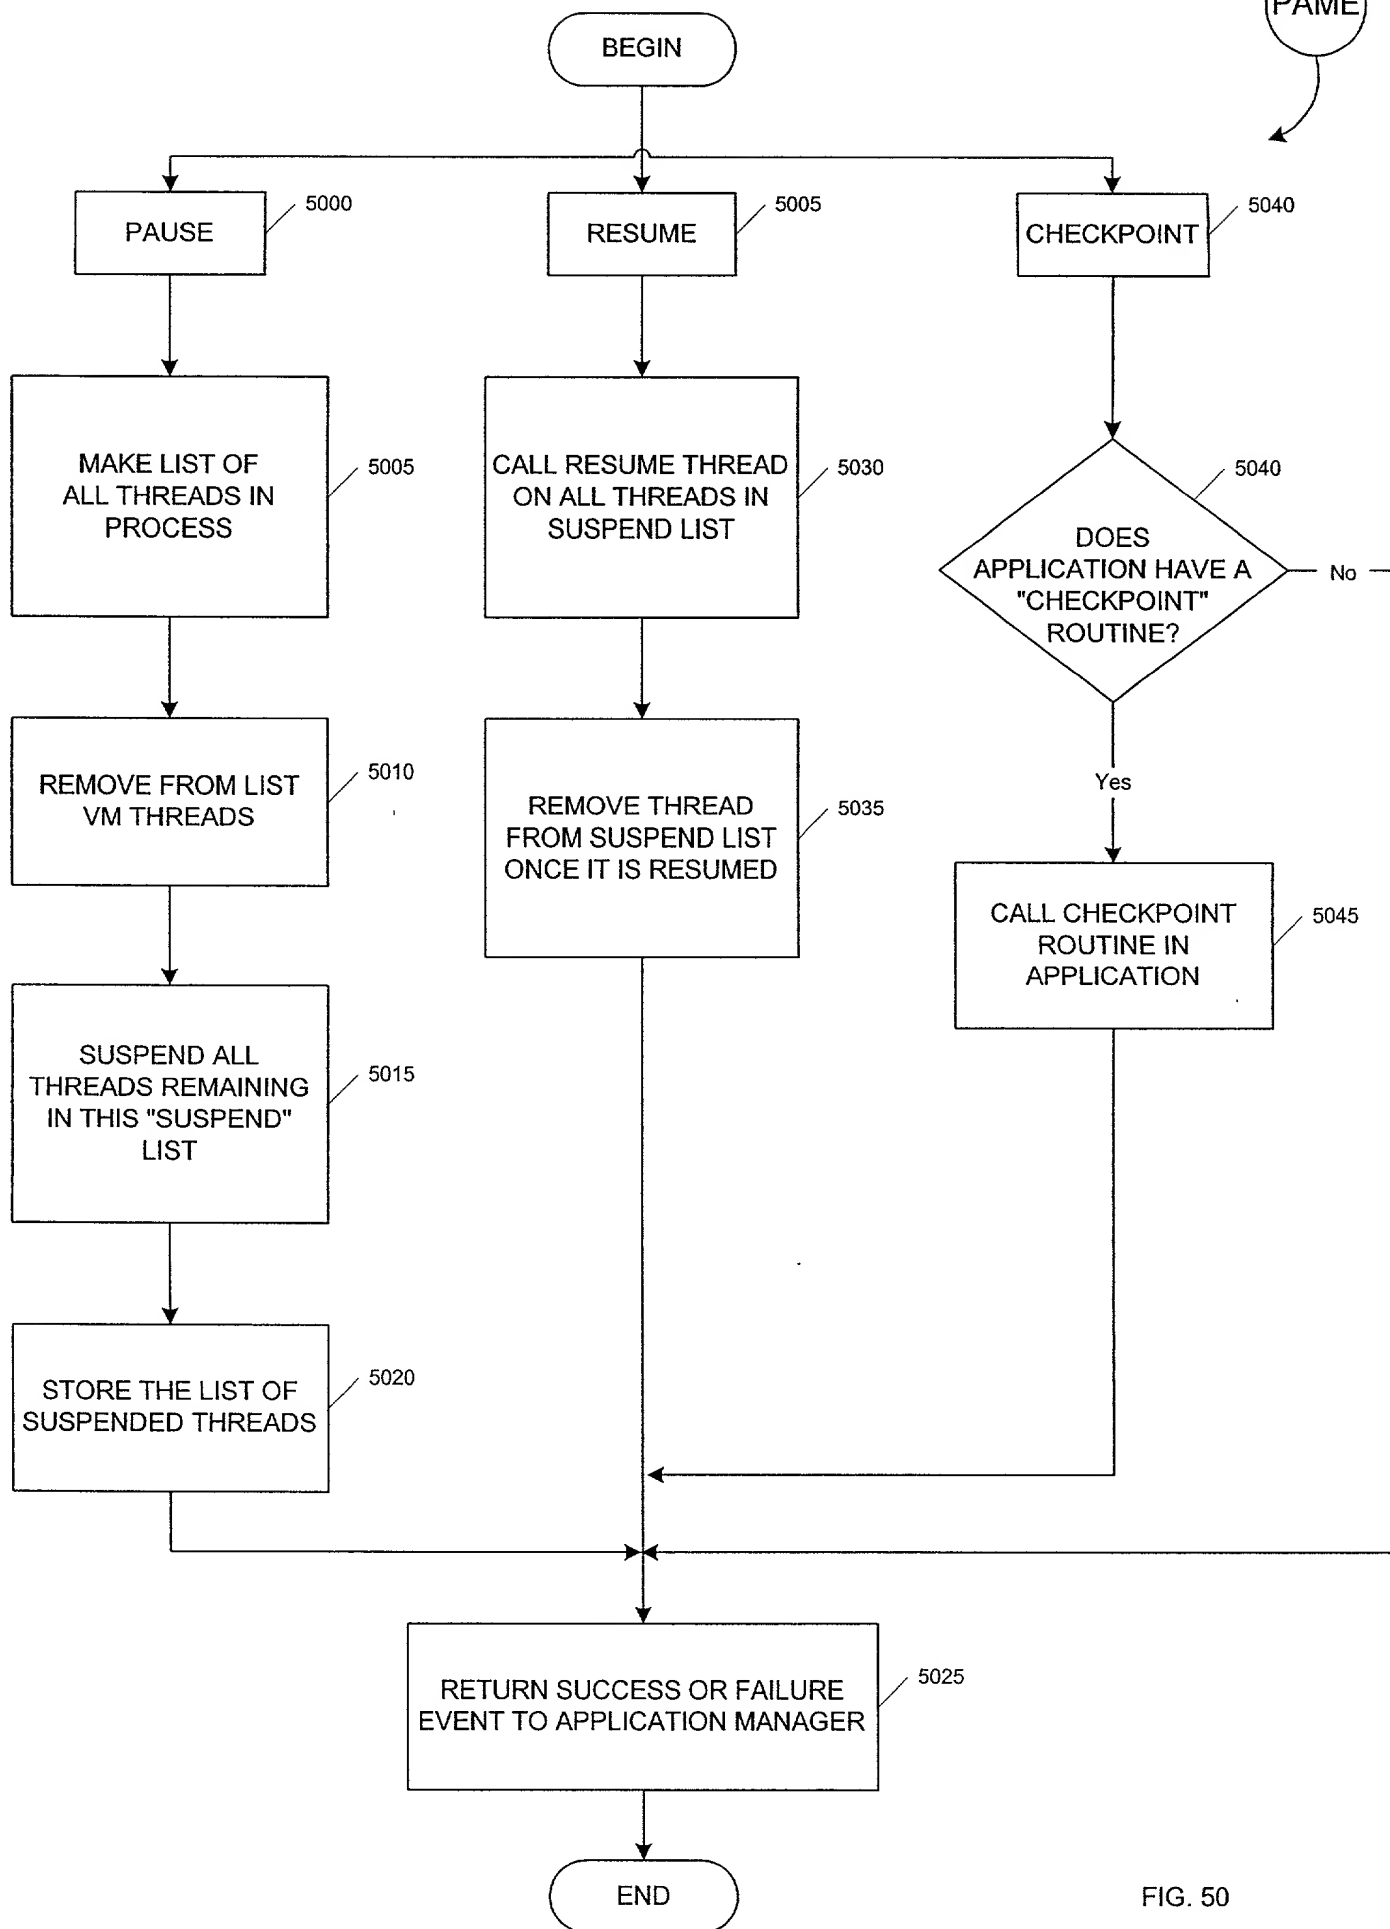 PAME
BEGIN
PAUSE
5000
RESUME
5005
CHECKPOINT
5040
MAKE LIST OF
ALL THREADS IN
PROCESS
5005
CALL RESUME THREAD
ON ALL THREADS IN
SUSPEND LIST
5030
DOES
APPLICATION HAVE A
"CHECKPOINT"
ROUTINE?
5040
No
Yes
REMOVE FROM LIST
VM THREADS
5010
REMOVE THREAD
FROM SUSPEND LIST
ONCE IT IS RESUMED
5035
CALL CHECKPOINT
ROUTINE IN
APPLICATION
5045
SUSPEND ALL
THREADS REMAINING
IN THIS "SUSPEND"
LIST
5015
STORE THE LIST OF
SUSPENDED THREADS
5020
RETURN SUCCESS OR FAILURE
EVENT TO APPLICATION MANAGER
5025
END
FIG. 50